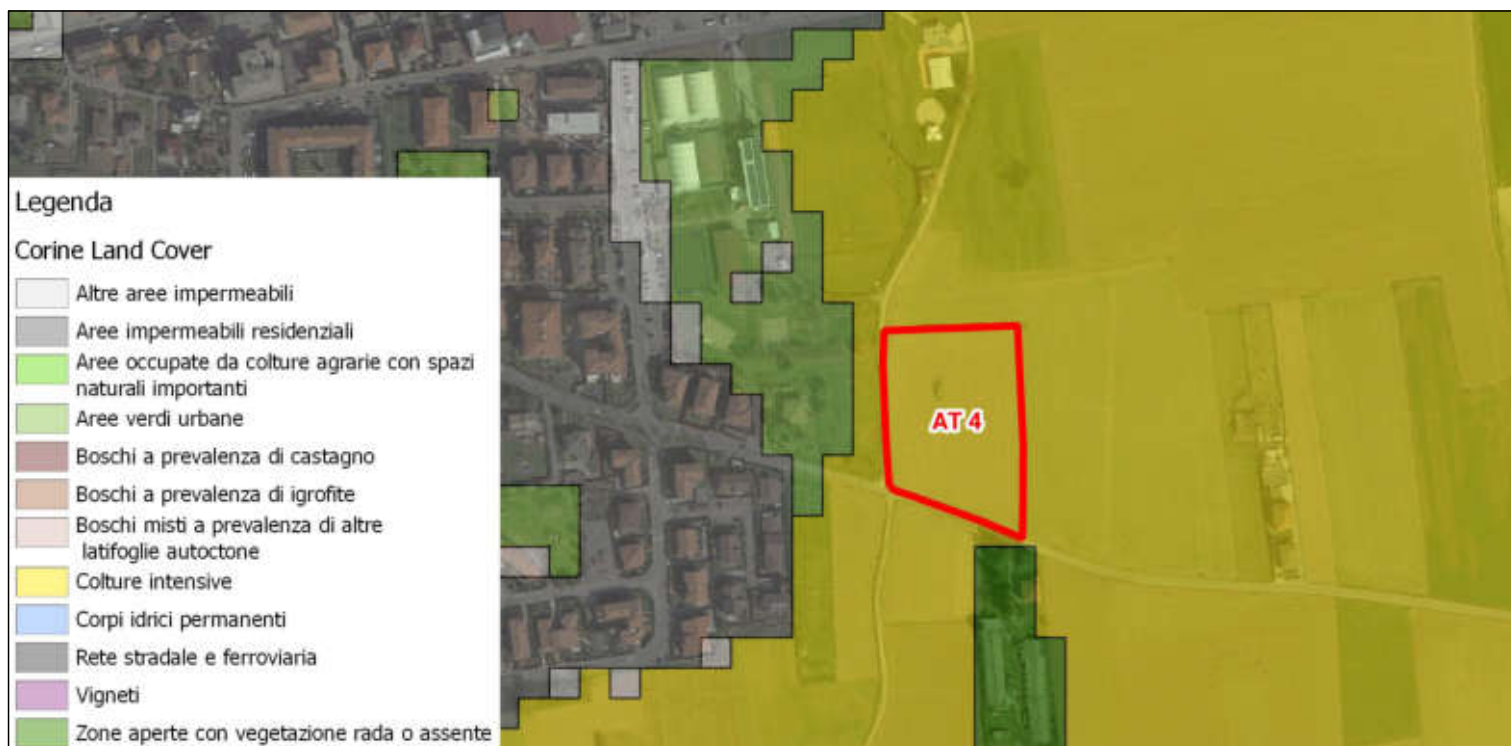 Legenda
Corine Land Cover
Altre aree impermeabili
Aree impermeabili residenziali
Aree occupate da colture agrarie con spazi
naturali importanti
Aree verdi urbane
Boschi a prevalenza di castagno
Boschi a prevalenza di igrofite
Boschi misti a prevalenza di altre
latifoglie autoctone
Colture intensive
Corpi idrici permanenti
Rete stradale e ferroviaria
Vigneti
Zone aperte con vegetazione rada o assente
AT 4